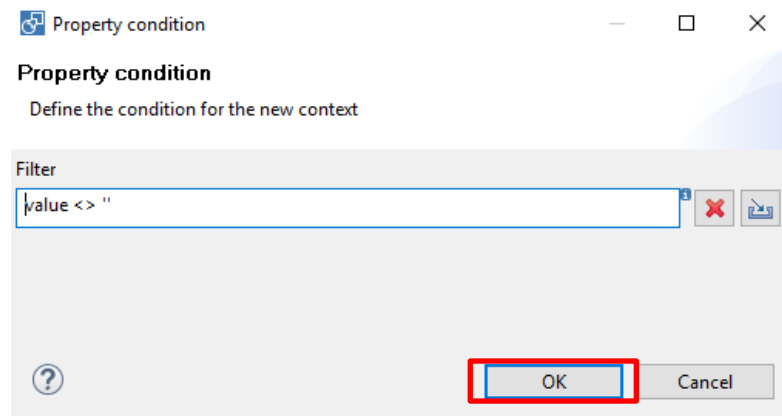 Property condition
Property condition
Define the condition for the new context
Filter
value <> ''
OK
Cancel